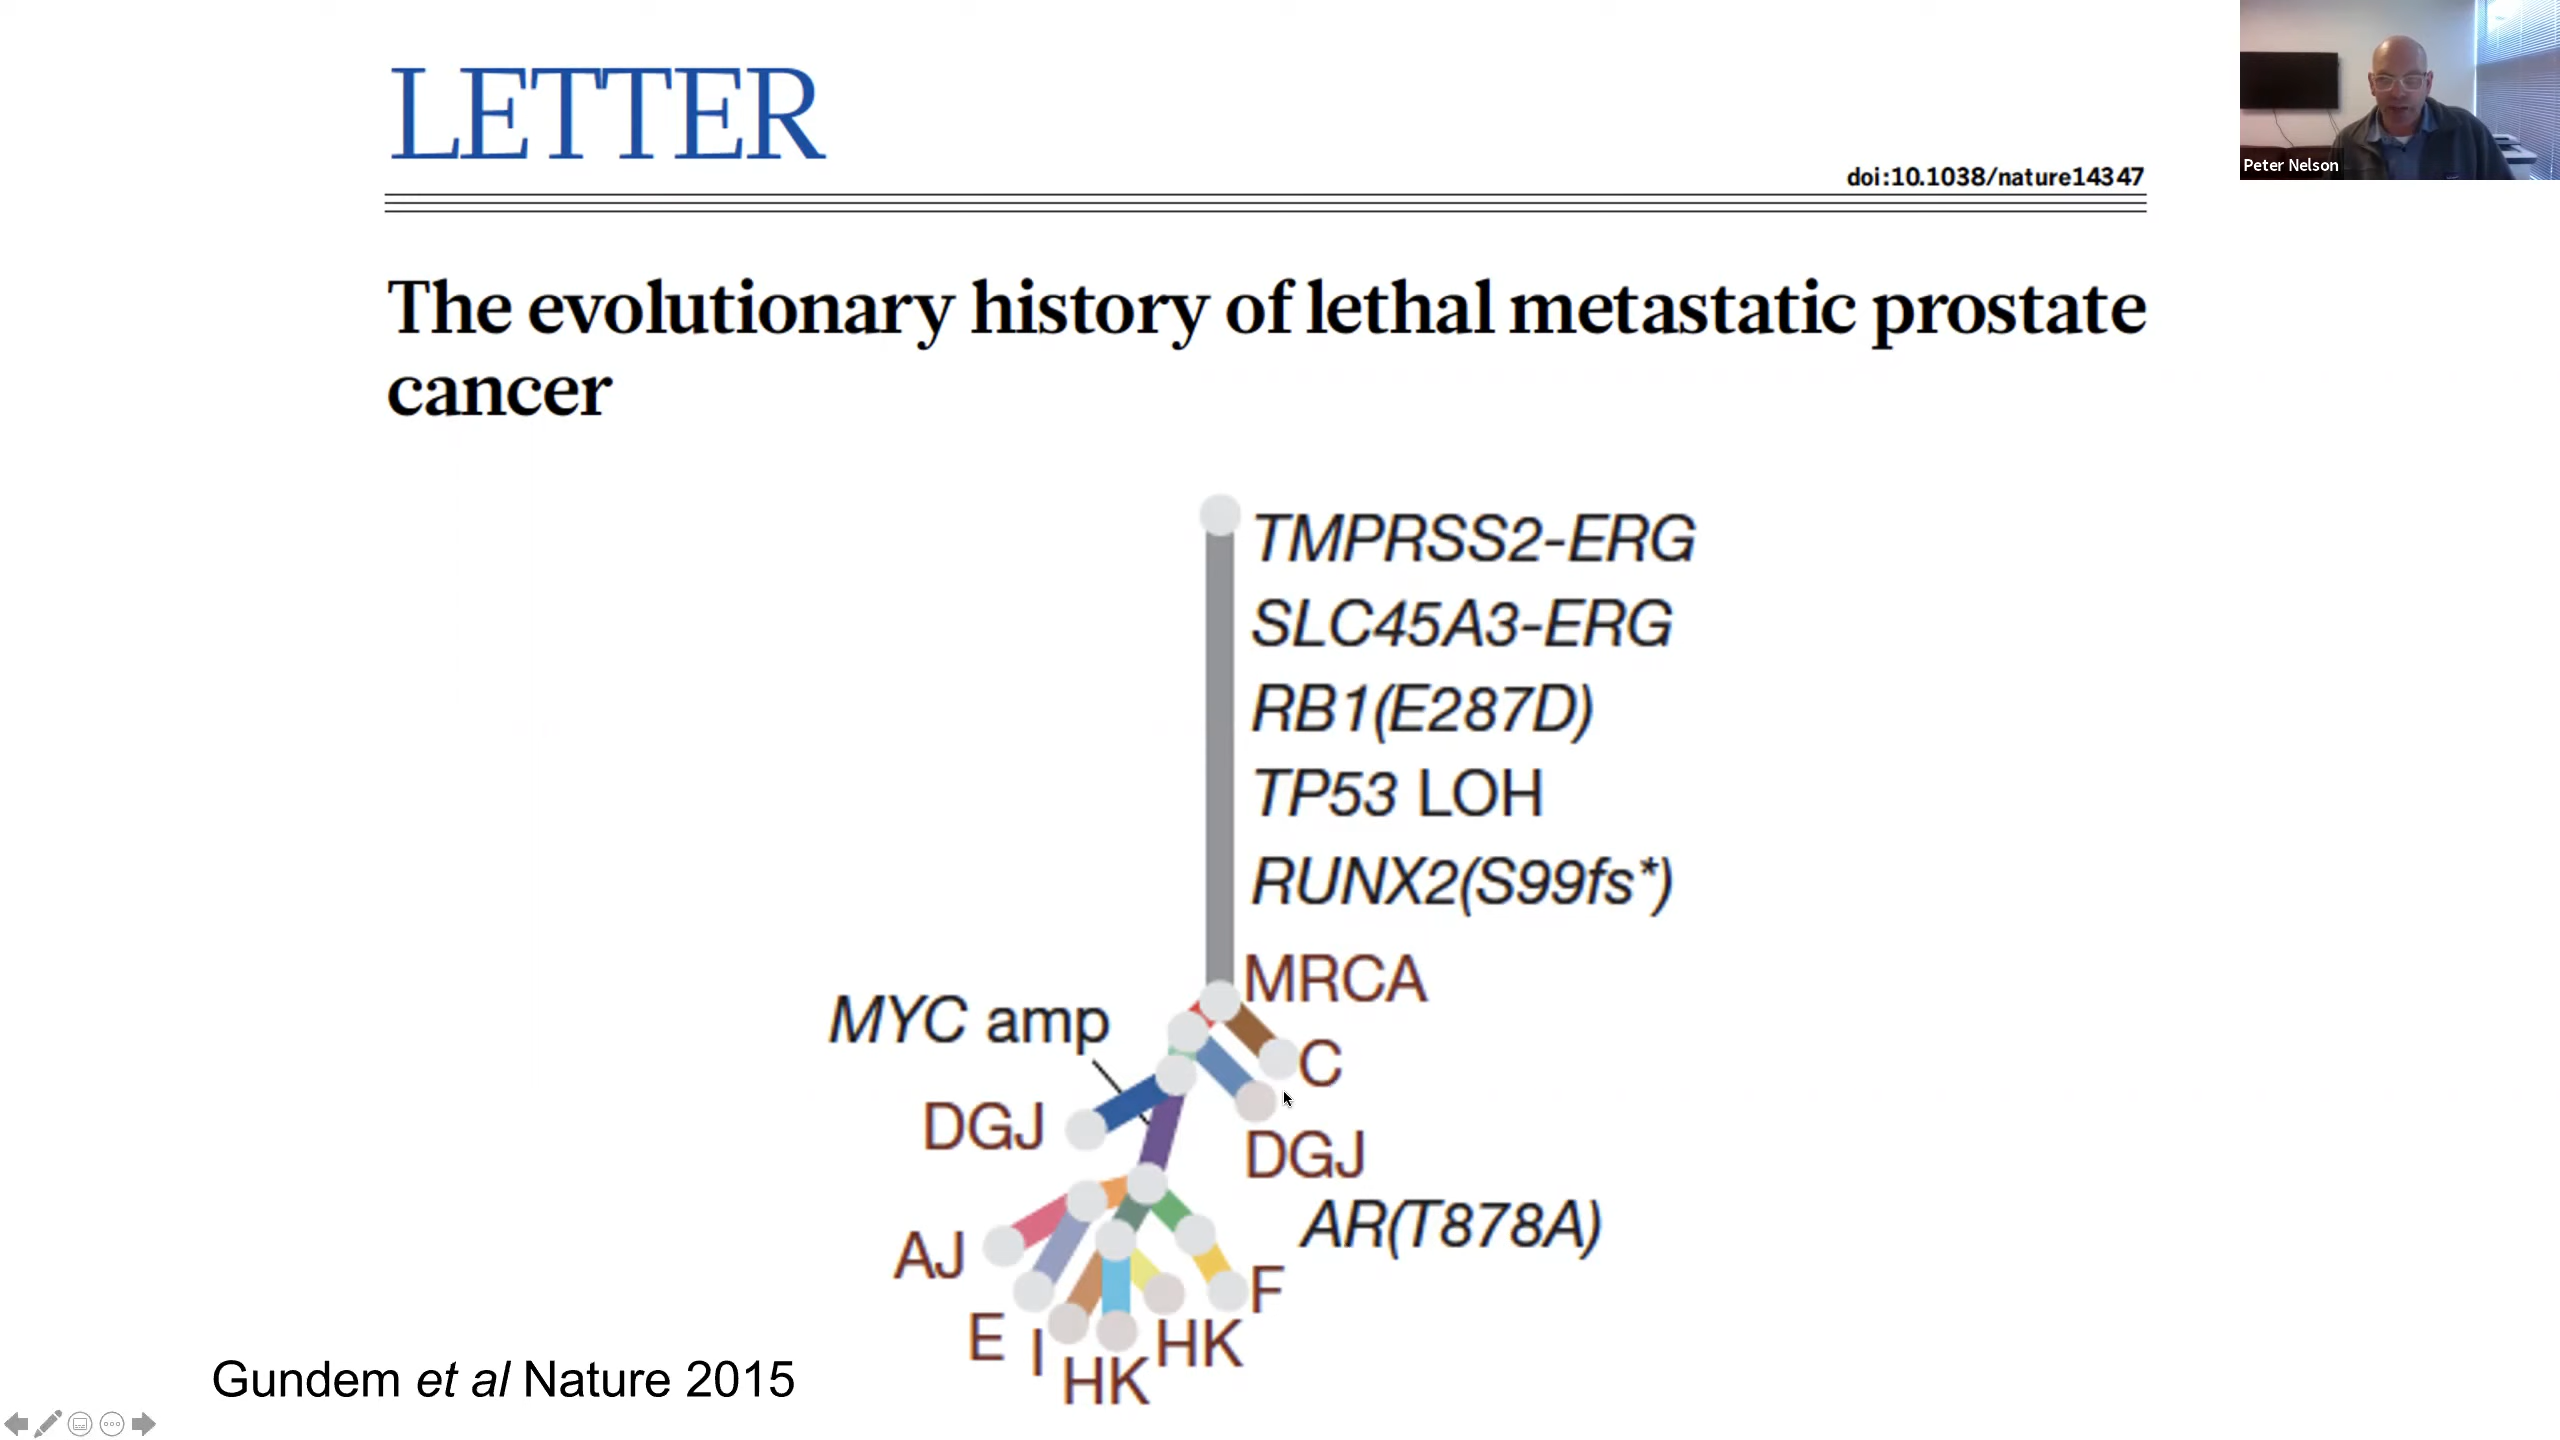 LETTER
Peter Nelson
doi:10.1038/nature14347
The evolutionary history of lethal metastatic prostate
cancer
TMPRSS2-ERG
SLC45A3-ERG
RB1(E287D)
TP53 LOH
RUNX2(S99fs*)
MRCA
MYC amp
C
DGJ
DGJ
AR(T878A)
AJ
F
E
I
HK
HK
Gundem et al Nature 2015